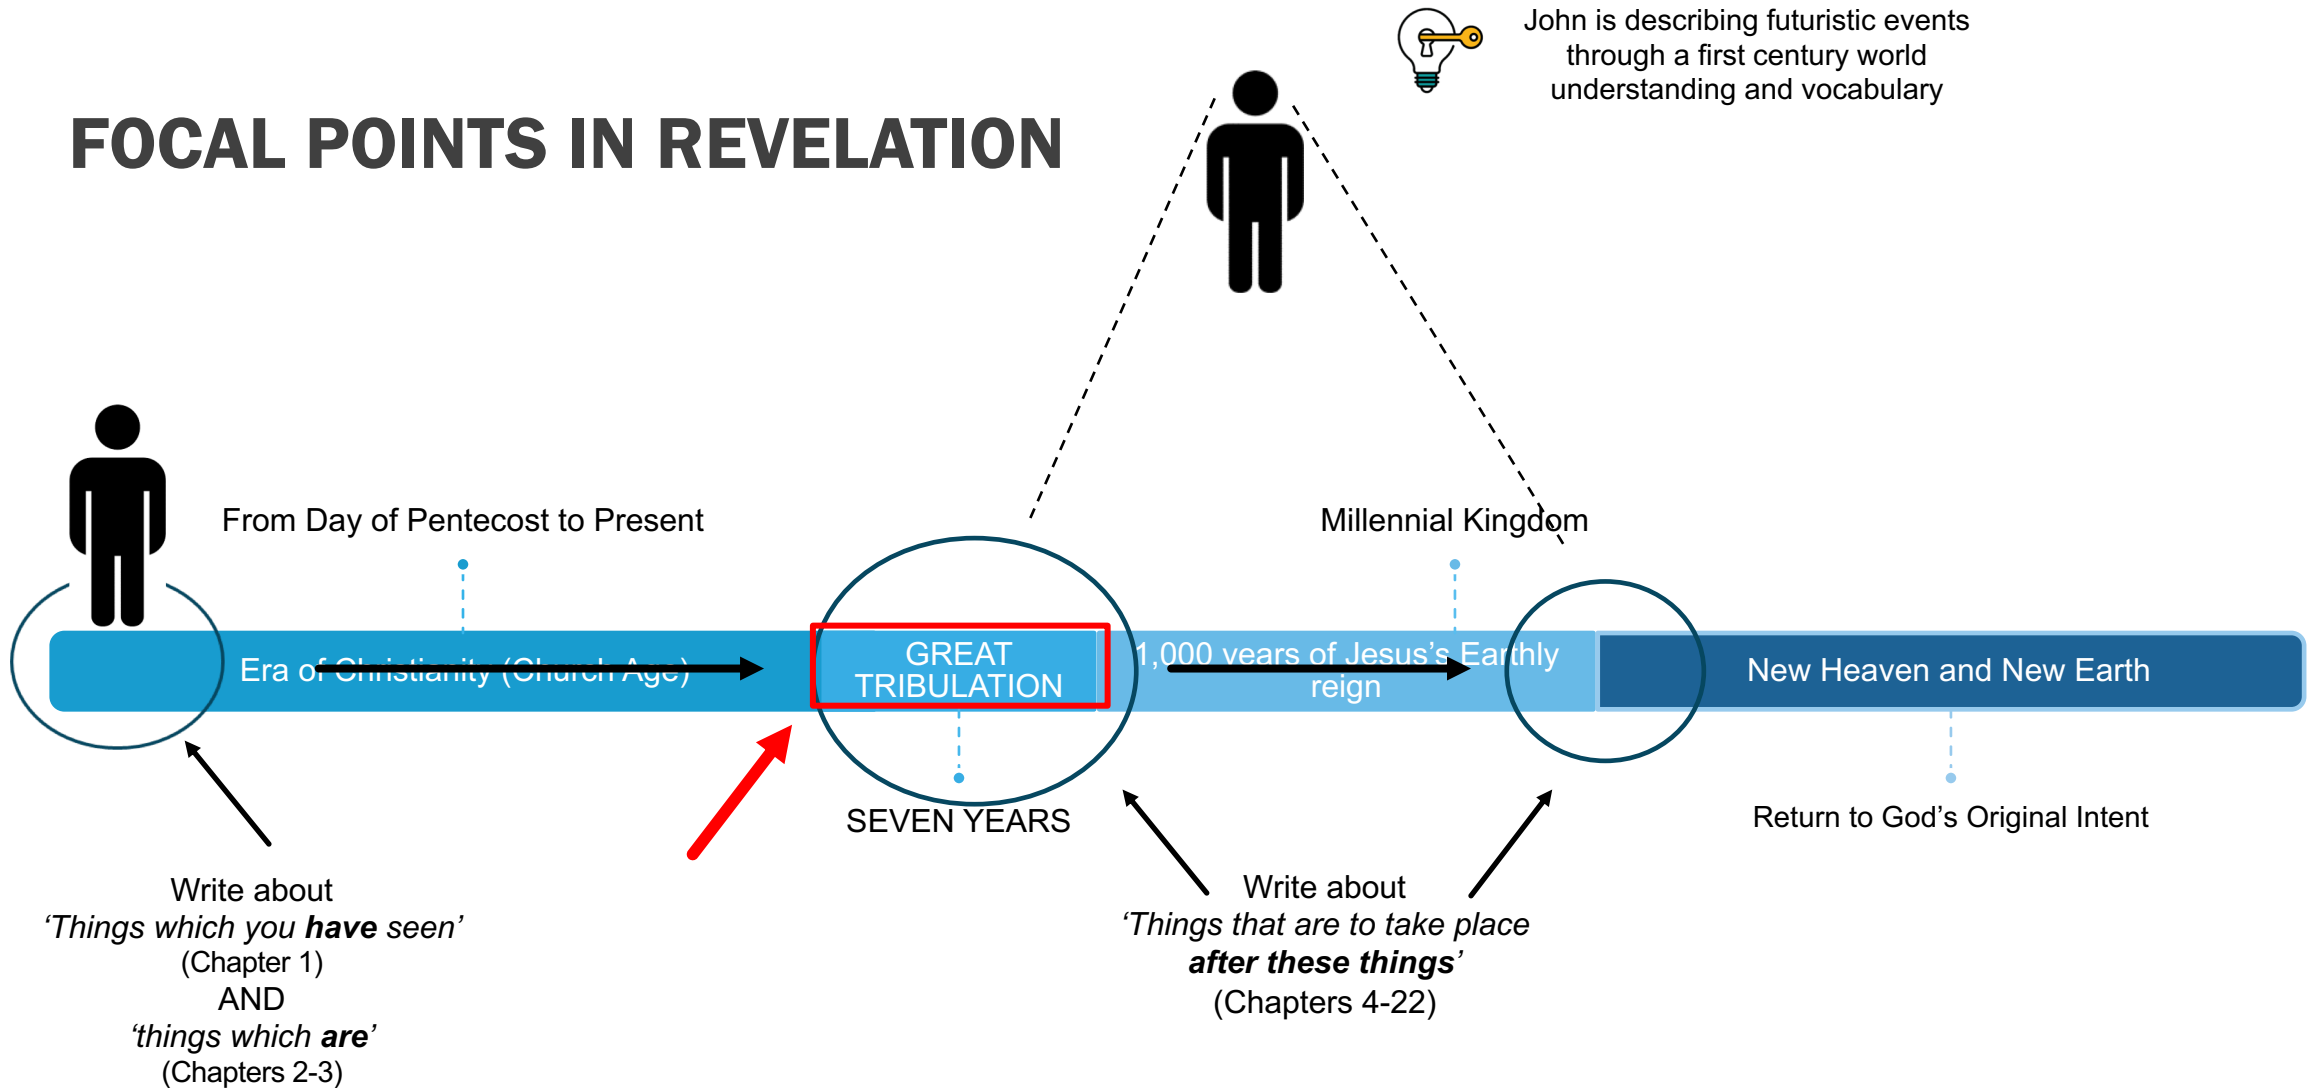 John is describing futuristic events
through a first century world
understanding and vocabulary
FOCAL POINTS IN REVELATION
From Day of Pentecost to Present
Millennial Kingdom
Era of Christianity (Church Age)
GREAT
TRIBULATION
1,000 years of Jesus's Earthly
reign
New Heaven and New Earth
SEVEN YEARS
Return to God's Original Intent
Write about
‘Things which you have seen’
(Chapter 1)
AND
‘things which are’
(Chapters 2-3)
Write about
‘Things that are to take place
after these things’
(Chapters 4-22)